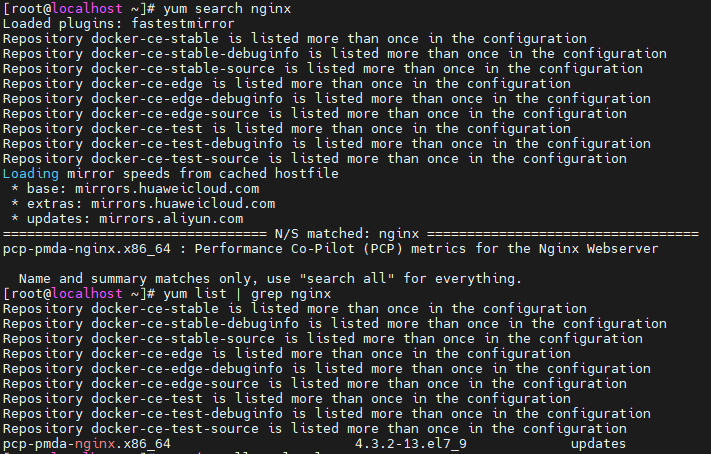 [root@localhost ~]# yum search nginx
Loaded plugins: fastestmirror
Repository docker-ce-stable is listed more than once in the configuration
Repository docker-ce-stable-debuginfo is listed more than once in the configuration
Repository docker-ce-stable-source is listed more than once in the configuration
Repository docker-ce-edge is listed more than once in the configuration
Repository docker-ce-edge-debuginfo is listed more than once in the configuration
Repository docker-ce-edge-source is listed more than once in the configuration
Repository docker-ce-test is listed more than once in the configuration
Repository docker-ce-test-debuginfo is listed more than once in the configuration
Repository docker-ce-test-source is listed more than once in the configuration
Loading mirror speeds from cached hostfile
 * base: mirrors.huaweicloud.com
 * extras: mirrors.huaweicloud.com
 * updates: mirrors.aliyun.com
================================= N/S matched: nginx ==================================
pcp-pmda-nginx.x86_64 : Performance Co-Pilot (PCP) metrics for the Nginx Webserver
  Name and summary matches only, use "search all" for everything.
[root@localhost ~]# yum list | grep nginx
Repository docker-ce-stable is listed more than once in the configuration
Repository docker-ce-stable-debuginfo is listed more than once in the configuration
Repository docker-ce-stable-source is listed more than once in the configuration
Repository docker-ce-edge is listed more than once in the configuration
Repository docker-ce-edge-debuginfo is listed more than once in the configuration
Repository docker-ce-edge-source is listed more than once in the configuration
Repository docker-ce-test is listed more than once in the configuration
Repository docker-ce-test-debuginfo is listed more than once in the configuration
Repository docker-ce-test-source is listed more than once in the configuration
pcp-pmda-nginx.x86_64                       4.3.2-13.el7_9             updates